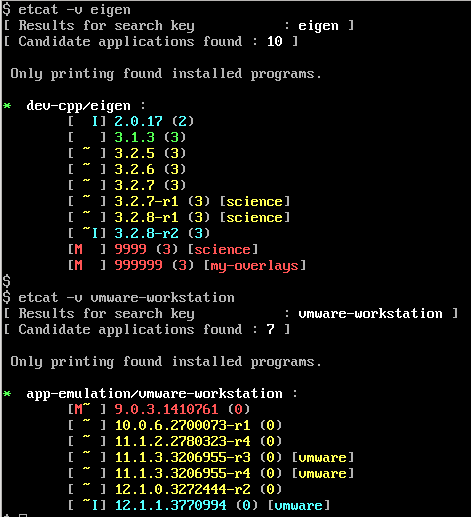 $ etcat -v eigen
[ Results for search key           : eigen ]
[ Candidate applications found : 10 ]
Only printing found installed programs.
*  dev-cpp/eigen :
[   I] 2.0.17 (2)
[    ] 3.1.3 (3)
[ ~  ] 3.2.5 (3)
[ ~  ] 3.2.6 (3)
[ ~  ] 3.2.7 (3)
[ ~  ] 3.2.7-r1 (3) [science]
[ ~  ] 3.2.8-r1 (3) [science]
[ ~I] 3.2.8-r2 (3)
[M   ] 9999 (3) [science]
[M   ] 999999 (3) [my-overlays]
$
$ etcat -v vmware-workstation
[ Results for search key           : vmware-workstation ]
[ Candidate applications found : 7 ]
Only printing found installed programs.
*  app-emulation/vmware-workstation :
[M~ ] 9.0.3.1410761 (0)
[ ~ ] 10.0.6.2700073-r1 (0)
[ ~ ] 11.1.2.2780323-r4 (0)
[ ~ ] 11.1.3.3206955-r3 (0) [vmware]
[ ~ ] 11.1.3.3206955-r4 (0) [vmware]
[ ~ ] 12.1.0.3272444-r2 (0)
[ ~I] 12.1.1.3770994 (0) [vmware]